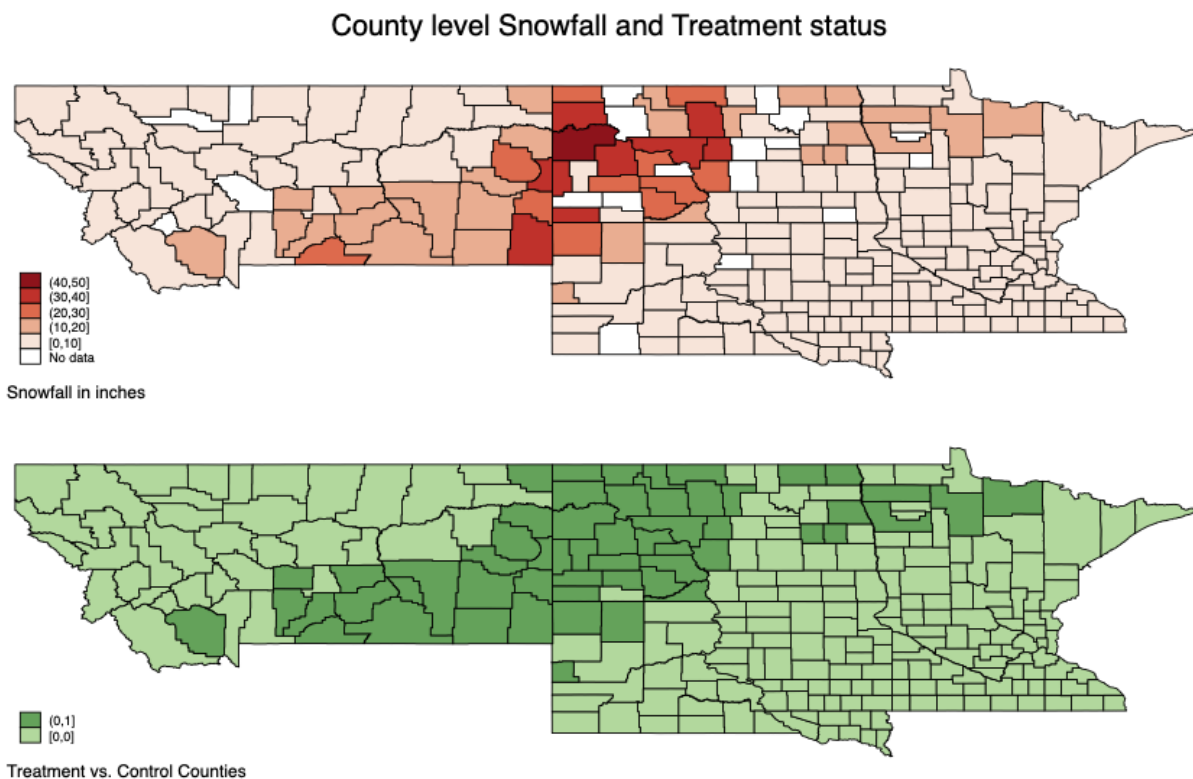 County level Snowfall and Treatment status
(40,50]
(30,40]
(20,30]
(10,20]
[0,10]
No data
Snowfall in inches
(0,1]
[0,0]
Treatment vs. Control Counties